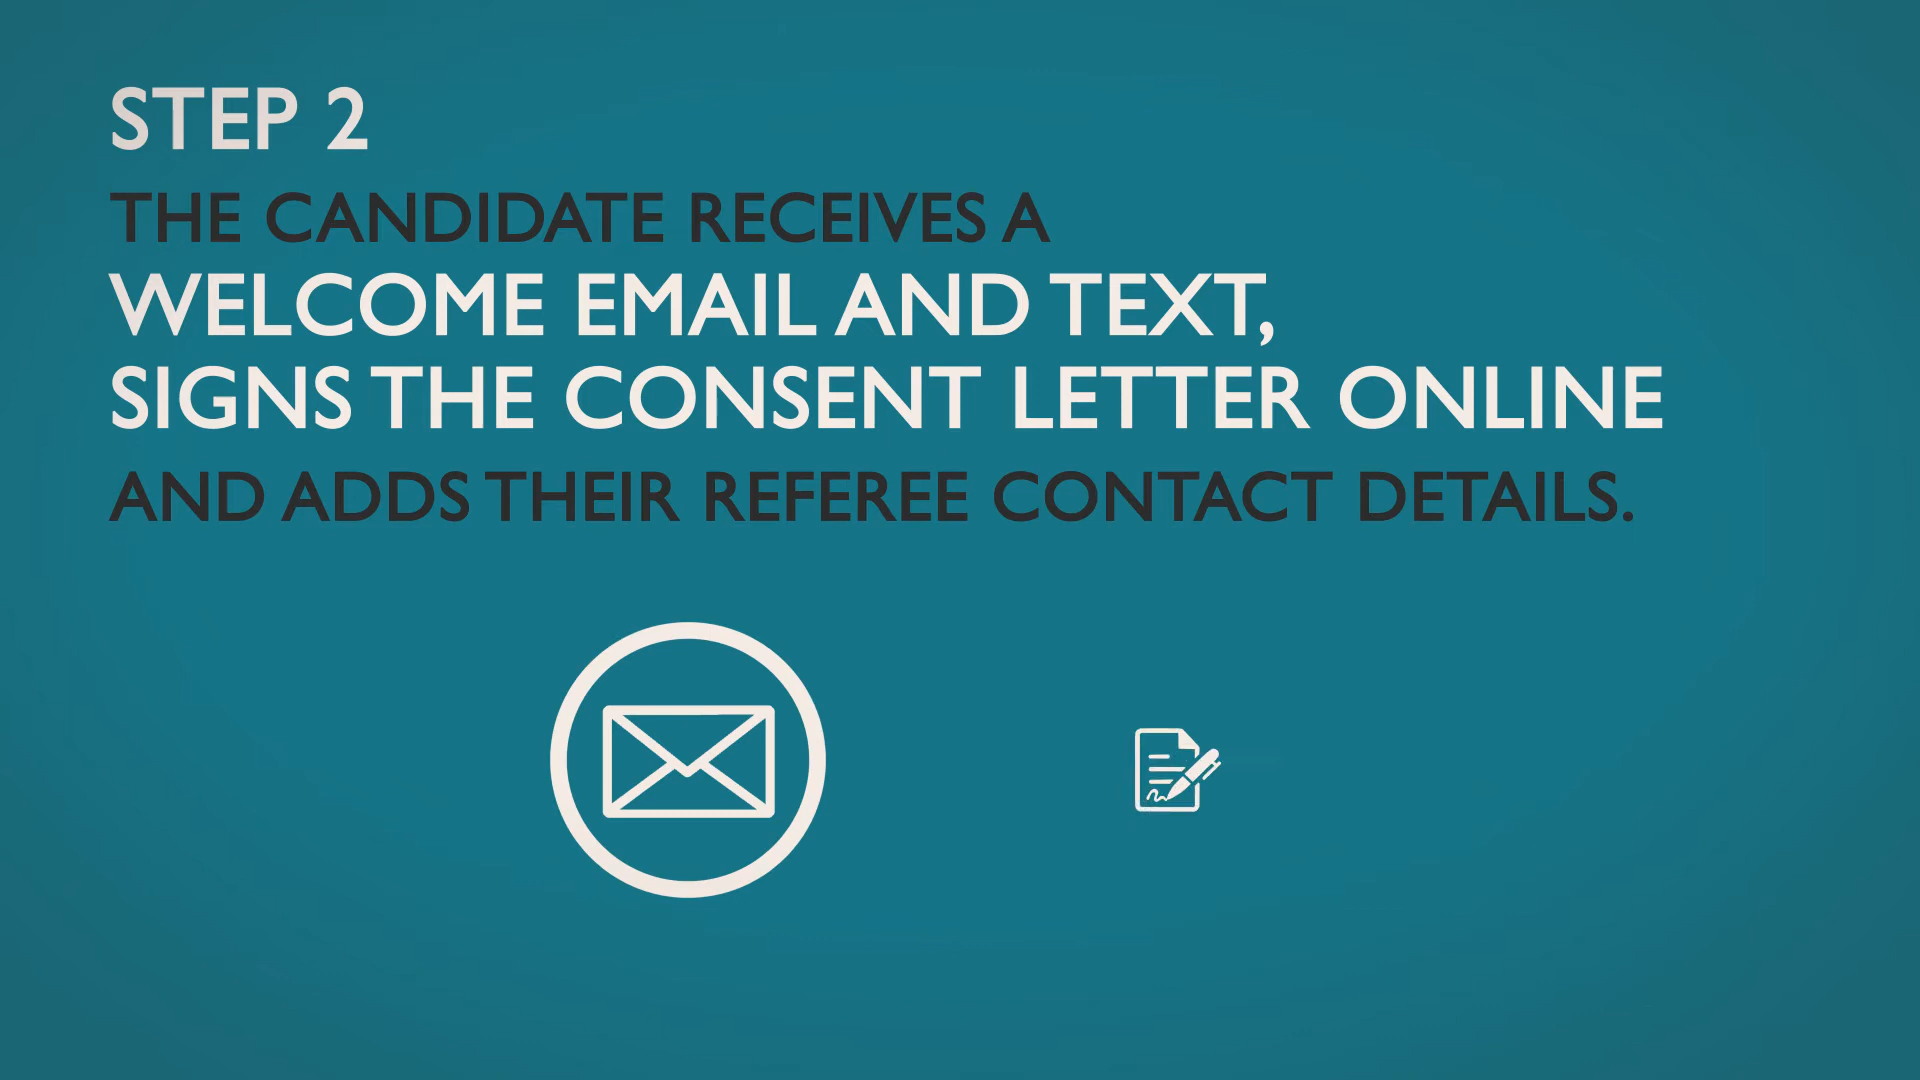 STEP 2
THE CANDIDATE RECEIVES A
WELCOME EMAIL AND TEXT,
SIGNS THE CONSENT LETTER ONLINE
AND ADDS THEIR REFEREE CONTACT DETAILS.